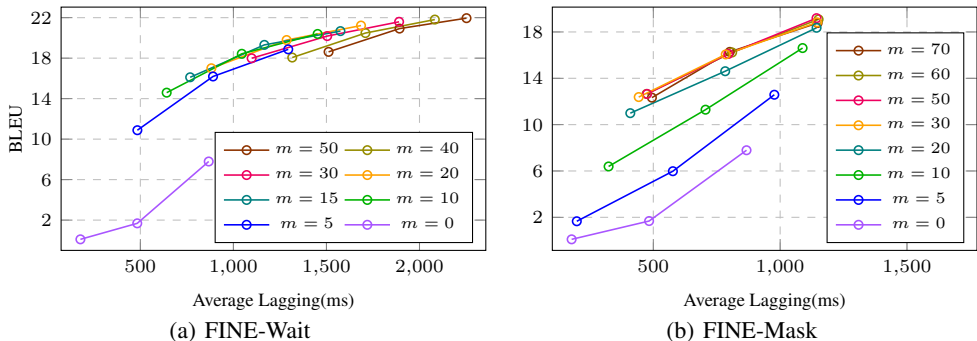 BLEU
22
18
14
10
6
2
m = 50 m = 40
m = 30 m = 20
m = 15 m = 10
m = 5 m = 0
500 1,000 1,500 2,000
Average Lagging(ms)
(a) FINE-Wait
18
14
10
6
2
m = 70
m = 60
m = 50
m = 30
m = 20
m = 10
m = 5
m = 0
500 1,000 1,500
Average Lagging(ms)
(b) FINE-Mask